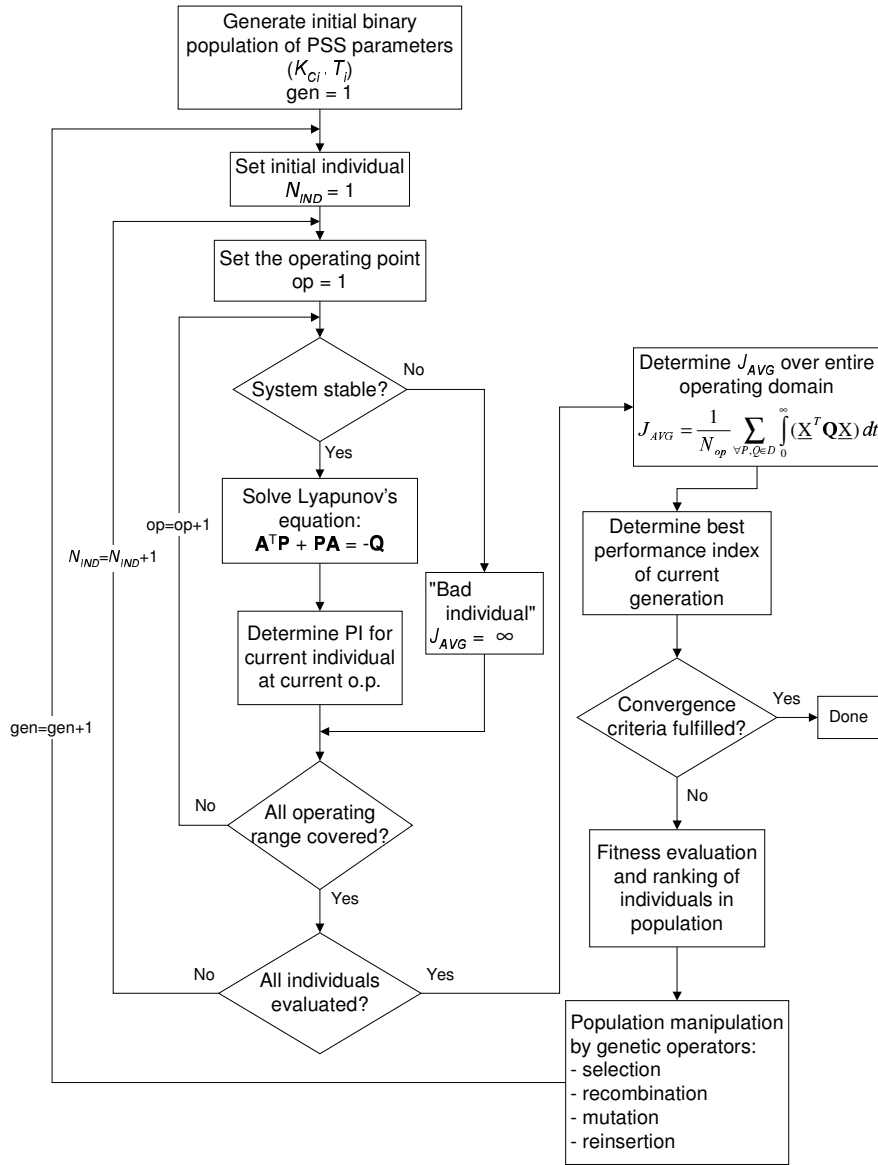 Generate initial binary
population of PSS parameters
(K_Ci, T_i)
gen = 1
Set initial individual
N_IND = 1
Set the operating point
op = 1
System stable?
No
Yes
Solve Lyapunov's
equation:
A^T P + PA = -Q
op=op+1
N_IND=N_IND+1
"Bad
individual"
J_AVG = ∞
Determine PI for
current individual
at current o.p.
gen=gen+1
All operating
range covered?
No
Yes
All individuals
evaluated?
No
Yes
Determine J_AVG over entire
operating domain
J_AVG = 1/N_op ∑_{∀P,Q∈D} ∫_0^∞ (X^T QX) dt
Determine best
performance index
of current
generation
Convergence
criteria fulfilled?
Yes
Done
No
Fitness evaluation
and ranking of
individuals in
population
Population manipulation
by genetic operators:
- selection
- recombination
- mutation
- reinsertion